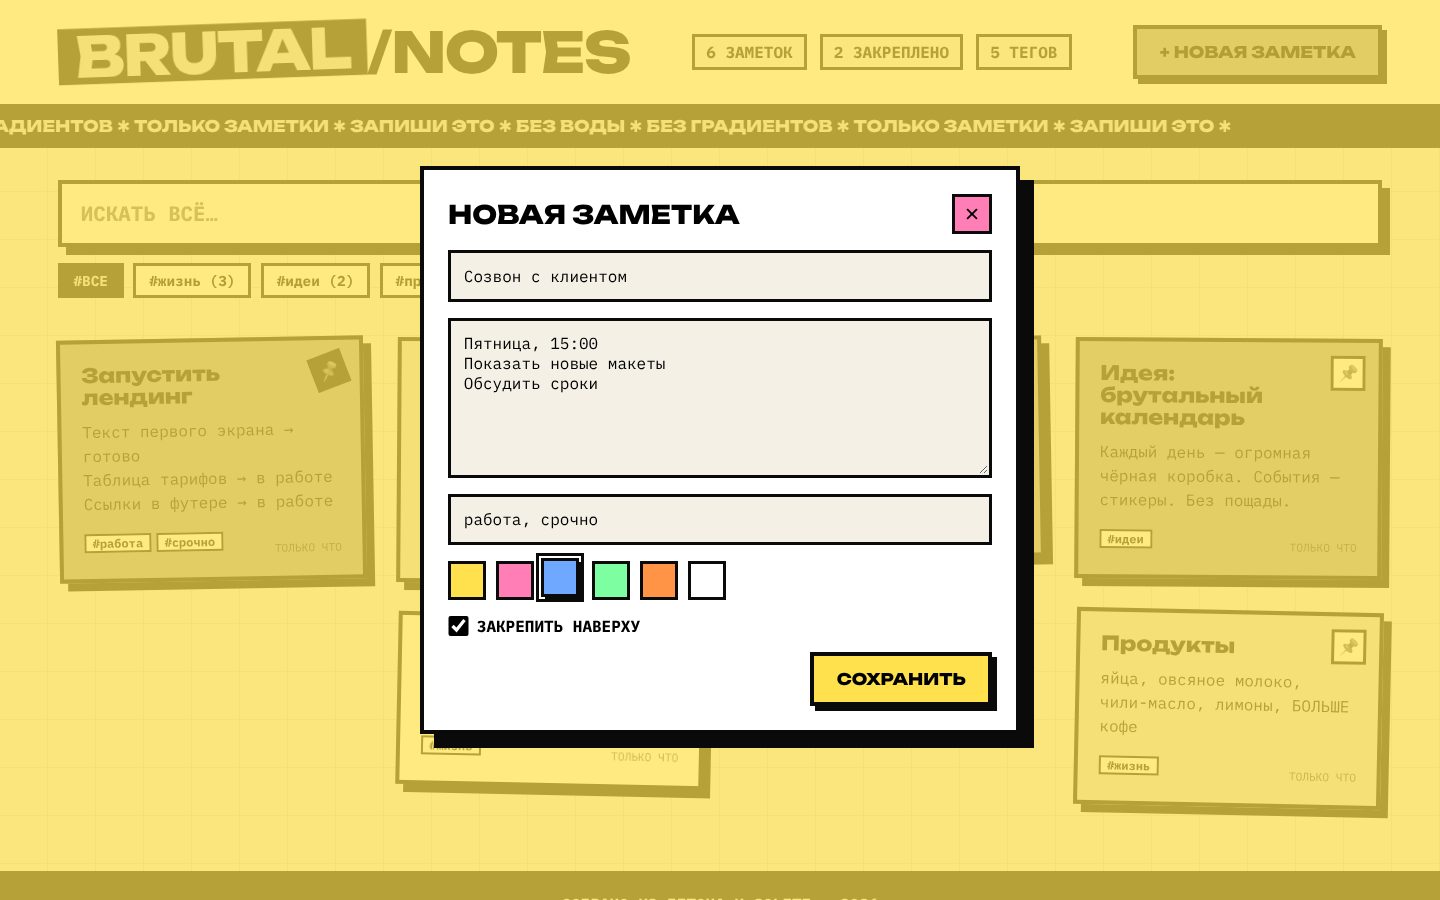 BRUTAL/NOTES
6 ЗАМЕТОК
2 ЗАКРЕПЛЕНО
5 ТЕГОВ
+ НОВАЯ ЗАМЕТКА
АДИЕНТОВ ✱ ТОЛЬКО ЗАМЕТКИ ✱ ЗАПИШИ ЭТО ✱ БЕЗ ВОДЫ ✱ БЕЗ ГРАДИЕНТОВ ✱ ТОЛЬКО ЗАМЕТКИ ✱ ЗАПИШИ ЭТО ✱
ИСКАТЬ ВСЁ…
#ВСЕ
#жизнь (3)
#идеи (2)
#пр
НОВАЯ ЗАМЕТКА
✕
Созвон с клиентом
Пятница, 15:00
Показать новые макеты
Обсудить сроки
работа, срочно
ЗАКРЕПИТЬ НАВЕРХУ
СОХРАНИТЬ
Запустить
лендинг
Текст первого экрана →
готово
Таблица тарифов → в работе
Ссылки в футере → в работе
#работа
#срочно
ТОЛЬКО ЧТО
Идея:
брутальный
календарь
Каждый день — огромная
чёрная коробка. События —
стикеры. Без пощады.
#идеи
ТОЛЬКО ЧТО
#жизнь
ТОЛЬКО ЧТО
Продукты
яйца, овсяное молоко,
чили-масло, лимоны, БОЛЬШЕ
кофе
#жизнь
ТОЛЬКО ЧТО